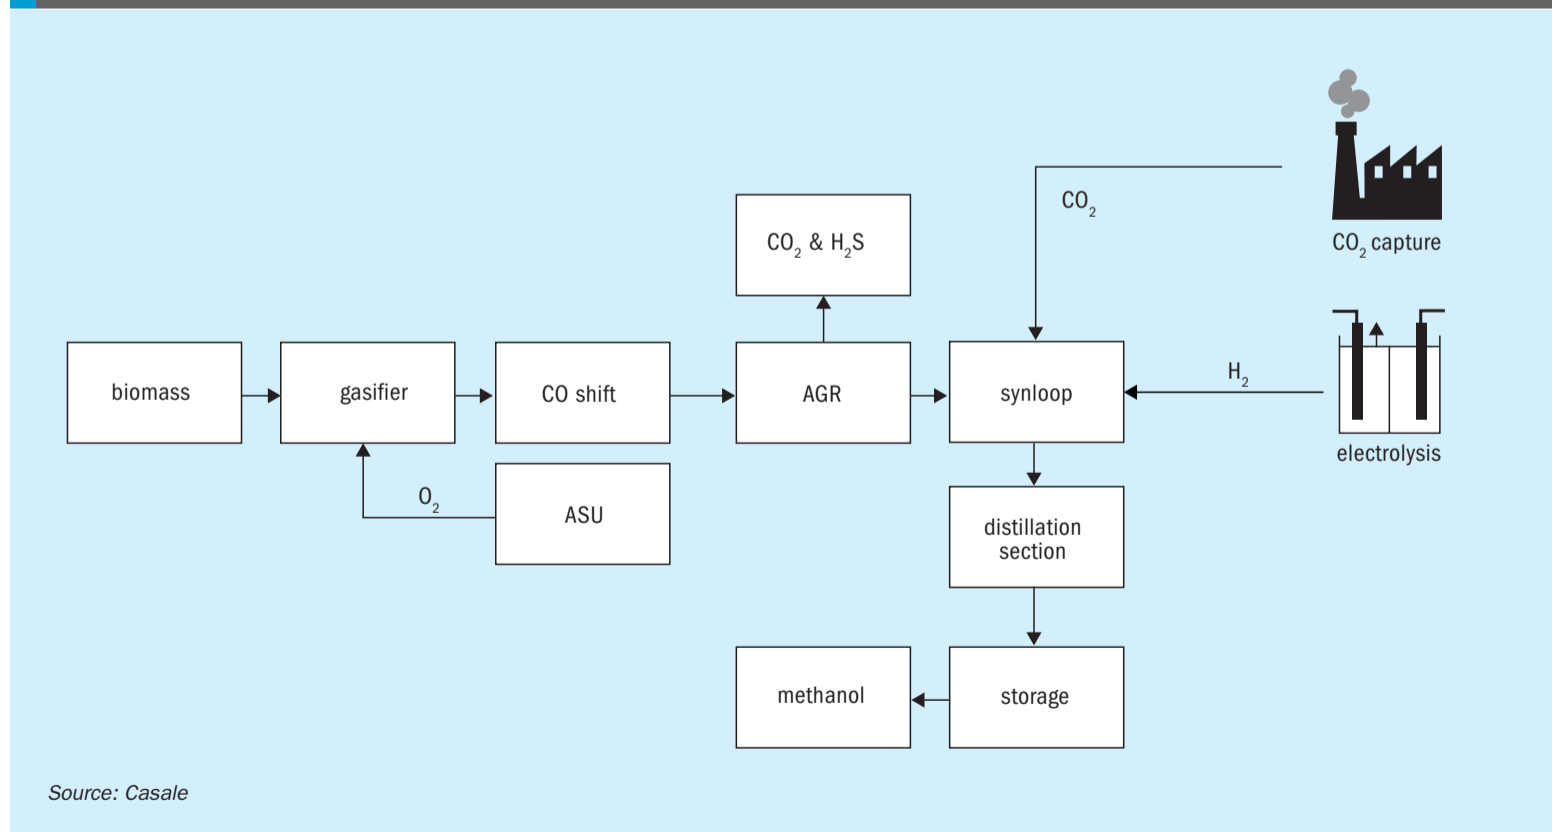 CO₂
CO₂ & H₂S
CO₂ capture
biomass
gasifier
CO shift
AGR
synloop
H₂
electrolysis
O₂
ASU
distillation
section
methanol
storage
Source: Casale